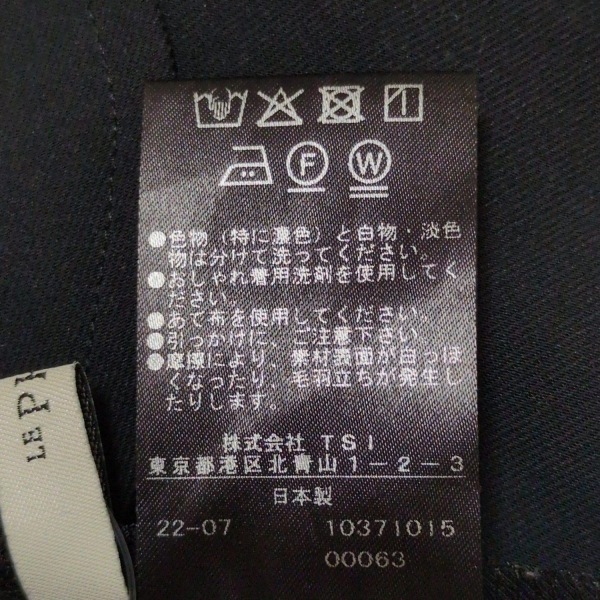 F W
●色物（特に濃色）と白物・淡色
物は分けて洗ってください。
●おしゃれ着用洗剤を使用してく
ださい。
●あて布を使用してください。
●引っかけに、ご注意下さい。
●摩擦により、素材表面が白っぽ
くなったり、毛羽立ちが発生し
たりします。
株式会社 TSI
東京都港区北青山1-2-3
日本製
22-07 10371015
00063
LE PH